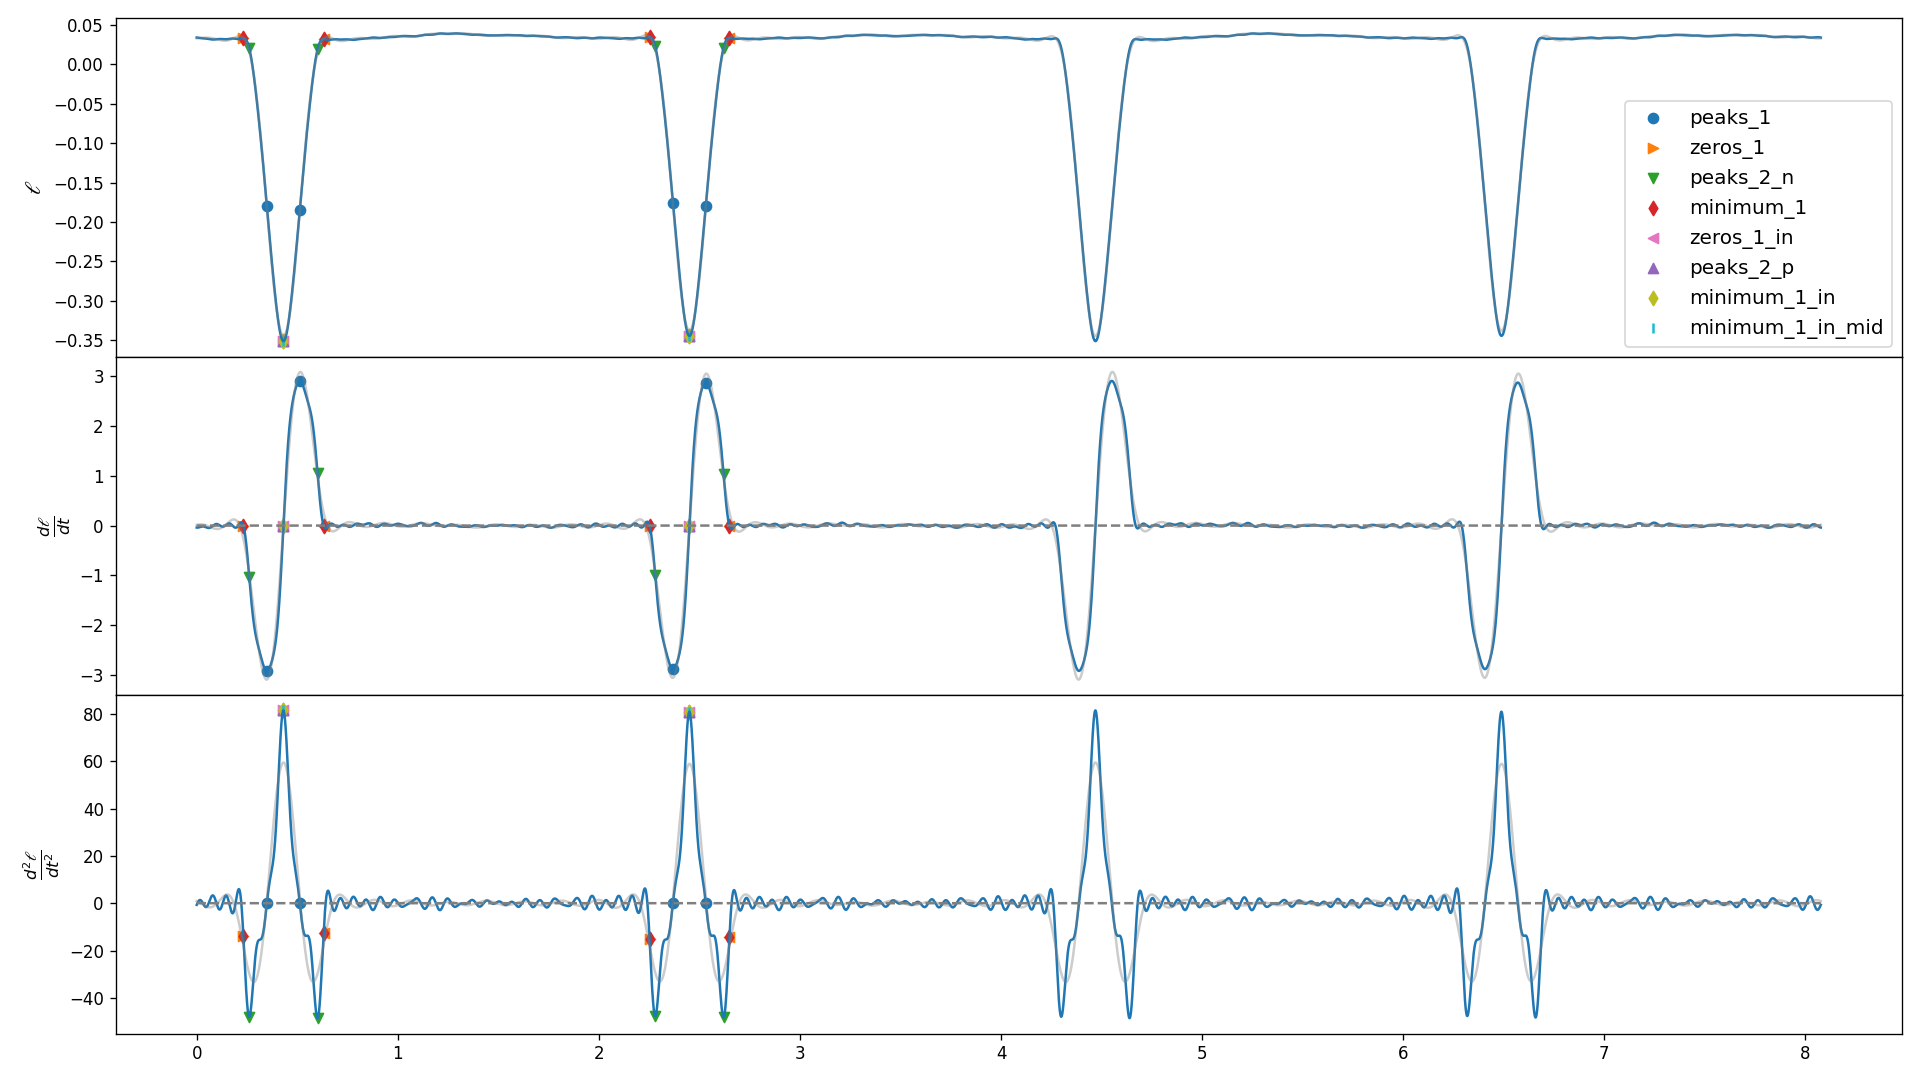 0.05
0.00
−0.05
−0.10
−0.15
−0.20
−0.25
−0.30
−0.35
ℓ
peaks_1
zeros_1
peaks_2_n
minimum_1
zeros_1_in
peaks_2_p
minimum_1_in
minimum_1_in_mid
3
2
1
0
−1
−2
−3
dℓ
dt
80
60
40
20
0
−20
−40
d²ℓ
dt²
0 1 2 3 4 5 6 7 8